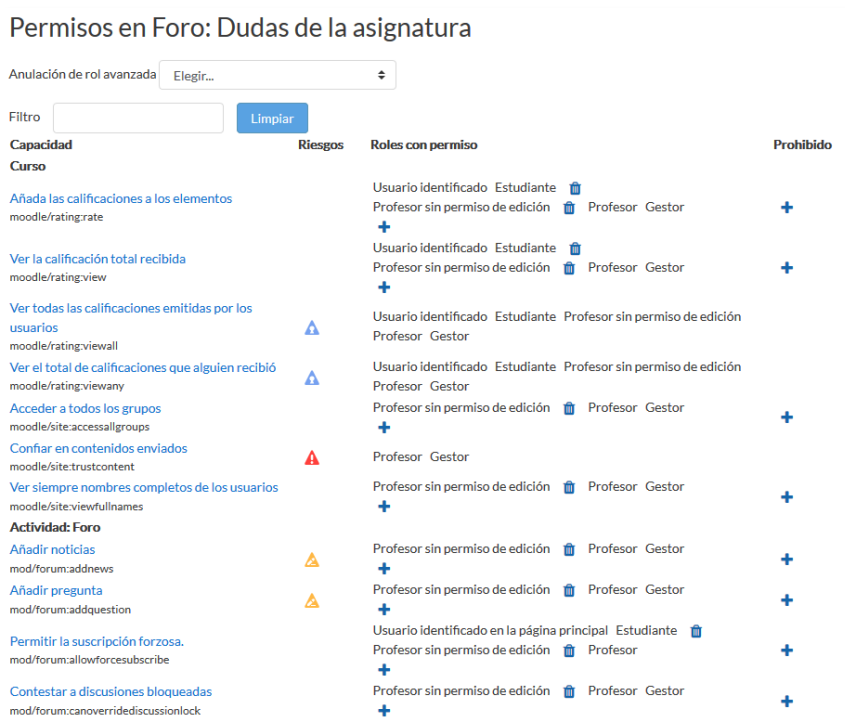 Permisos en Foro: Dudas de la asignatura
Anulación de rol avanzada Elegir...
Filtro Limpiar
Capacidad Riesgos Roles con permiso Prohibido
Curso
Añada las calificaciones a los elementos
moodle/rating:rate
Usuario identificado Estudiante
Profesor sin permiso de edición Profesor Gestor
Ver la calificación total recibida
moodle/rating:view
Usuario identificado Estudiante
Profesor sin permiso de edición Profesor Gestor
Ver todas las calificaciones emitidas por los
usuarios
moodle/rating:viewall
Usuario identificado Estudiante Profesor sin permiso de edición
Profesor Gestor
Ver el total de calificaciones que alguien recibió
moodle/rating:viewany
Usuario identificado Estudiante Profesor sin permiso de edición
Profesor Gestor
Acceder a todos los grupos
moodle/site:accessallgroups
Profesor sin permiso de edición Profesor Gestor
Confiar en contenidos enviados
moodle/site:trustcontent
Profesor Gestor
Ver siempre nombres completos de los usuarios
moodle/site:viewfullnames
Profesor sin permiso de edición Profesor Gestor
Actividad: Foro
Añadir noticias
mod/forum:addnews
Profesor sin permiso de edición Profesor Gestor
Añadir pregunta
mod/forum:addquestion
Profesor sin permiso de edición Profesor Gestor
Permitir la suscripción forzosa.
mod/forum:allowforcesubscribe
Usuario identificado en la página principal Estudiante
Profesor sin permiso de edición Profesor
Contestar a discusiones bloqueadas
mod/forum:canoverridediscussionlock
Profesor sin permiso de edición Profesor Gestor